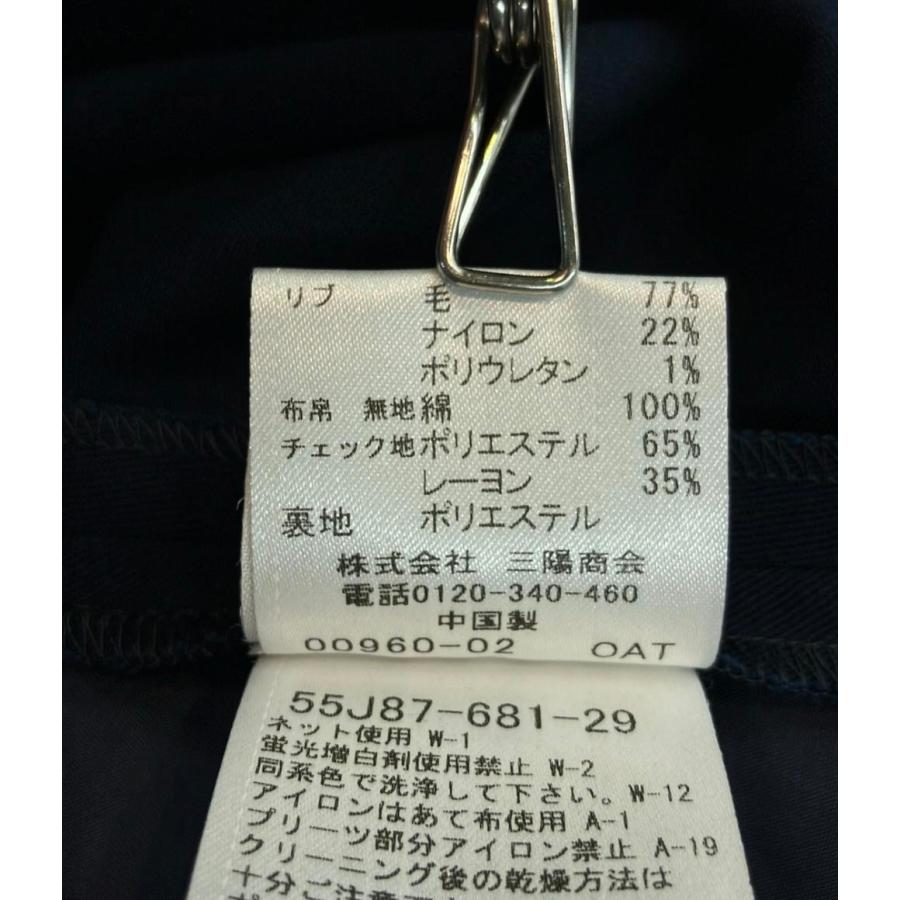 リブ 毛 77%
ナイロン 22%
ポリウレタン 1%
布帛 無地 綿 100%
チェック地 ポリエステル 65%
レーヨン 35%
裏地 ポリエステル
株式会社 三陽商会
電話0120-340-460
中国製
00960-02 OAT
55J87-681-29
ネット使用 W-1
蛍光増白剤使用禁止 W-2
同系色で洗浄して下さい。W-12
アイロンはあて布使用 A-1
プリーツ部分アイロン禁止 A-19
クリーニング後の乾燥方法は
十分ご注意